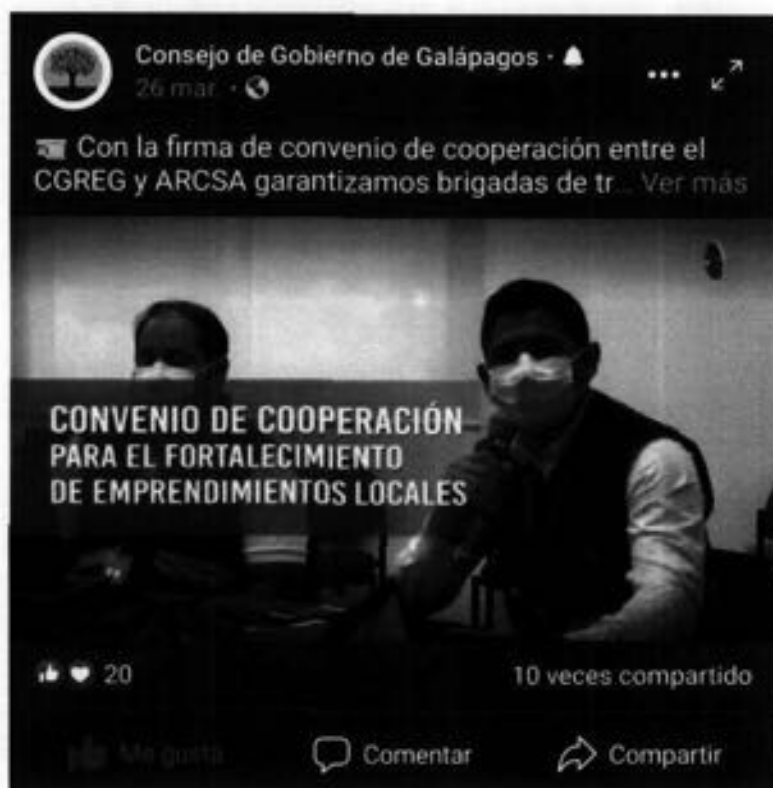 Consejo de Gobierno de Galápagos ·
26 mar. ·
Con la firma de convenio de cooperación entre el
CGREG y ARCSA garantizamos brigadas de tr... Ver más
CONVENIO DE COOPERACIÓN
PARA EL FORTALECIMIENTO
DE EMPRENDIMIENTOS LOCALES
20
10 veces compartido
Me gusta
Comentar
Compartir